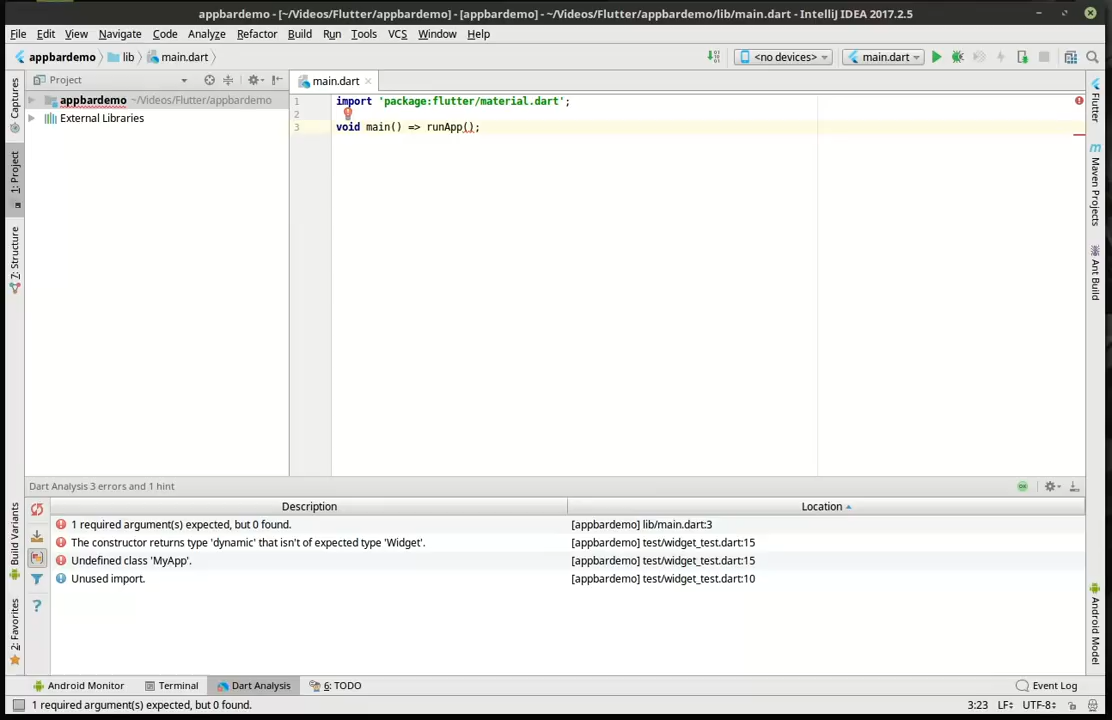 appbardemo - [~/Videos/Flutter/appbardemo] - [appbardemo] - ~/Videos/Flutter/appbardemo/lib/main.dart - IntelliJ IDEA 2017.2.5
File Edit View Navigate Code Analyze Refactor Build Run Tools VCS Window Help
appbardemo lib main.dart <no devices> main.dart
Project main.dart
appbardemo ~/Videos/Flutter/appbardemo
External Libraries
1 import 'package:flutter/material.dart';
2
3 void main() => runApp();
Captures
1: Project
7: Structure
Build Variants
2: Favorites
Flutter
Maven Projects
Ant Build
Android Model
Dart Analysis 3 errors and 1 hint
Description Location
1 required argument(s) expected, but 0 found. [appbardemo] lib/main.dart:3
The constructor returns type 'dynamic' that isn't of expected type 'Widget'. [appbardemo] test/widget_test.dart:15
Undefined class 'MyApp'. [appbardemo] test/widget_test.dart:15
Unused import. [appbardemo] test/widget_test.dart:10
Android Monitor Terminal Dart Analysis 6: TODO Event Log
1 required argument(s) expected, but 0 found. 3:23 LF UTF-8